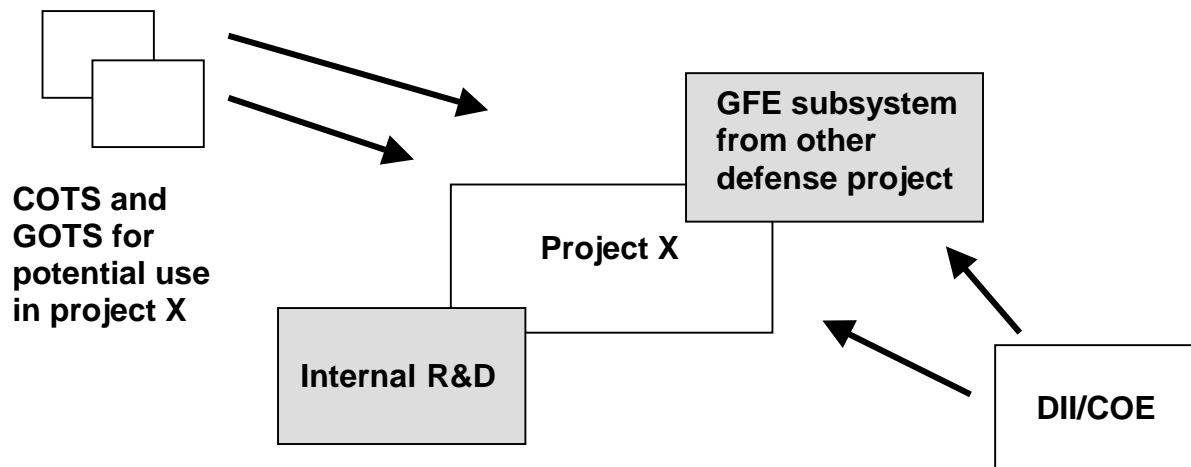 GFE subsystem
from other
defense project
COTS and
GOTS for
potential use
in project X
Project X
Internal R&D
DII/COE